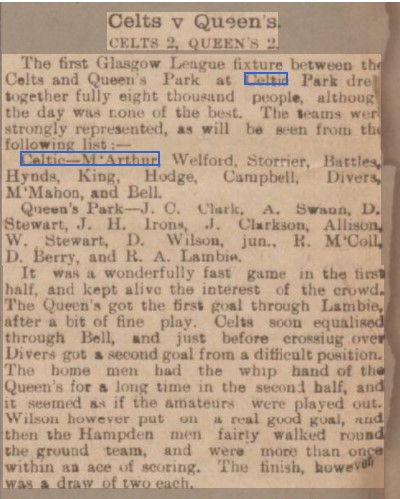 Celts v Queen's.
CELTS 2, QUEEN'S 2.
The first Glasgow League fixture between the
Celts and Queen's Park at Celtic Park dre
together fully eight thousand people, althoug
the day was none of the best. The teams wer
strongly represented, as will be seen from the
following list:—
Celtic—M'Arthur, Welford, Storrier, Battles,
Hynds, King, Hodge, Campbell, Divers,
M'Mahon, and Bell.
Queen's Park—J. C. Clark, A. Swann, D.
Stewart, J. H. Irons, J. Clarkson, Allison,
W. Stewart, D. Wilson, jun., R. M'Coll,
D. Berry, and R. A. Lambie.
It was a wonderfully fast game in the first
half, and kept alive the interest of the crowd.
The Queen's got the first goal through Lambie,
after a bit of fine play. Celts soon equalised
through Bell, and just before crossiug over
Divers got a second goal from a difficult position.
The home men had the whip hand of the
Queen's for a long time in the second half, and
it seemed as if the amateurs were played out.
Wilson however put on a real good goal, and
then the Hampden men fairly walked round
the ground team, and were more than once
within an ace of scoring. The finish, however
was a draw of two each.